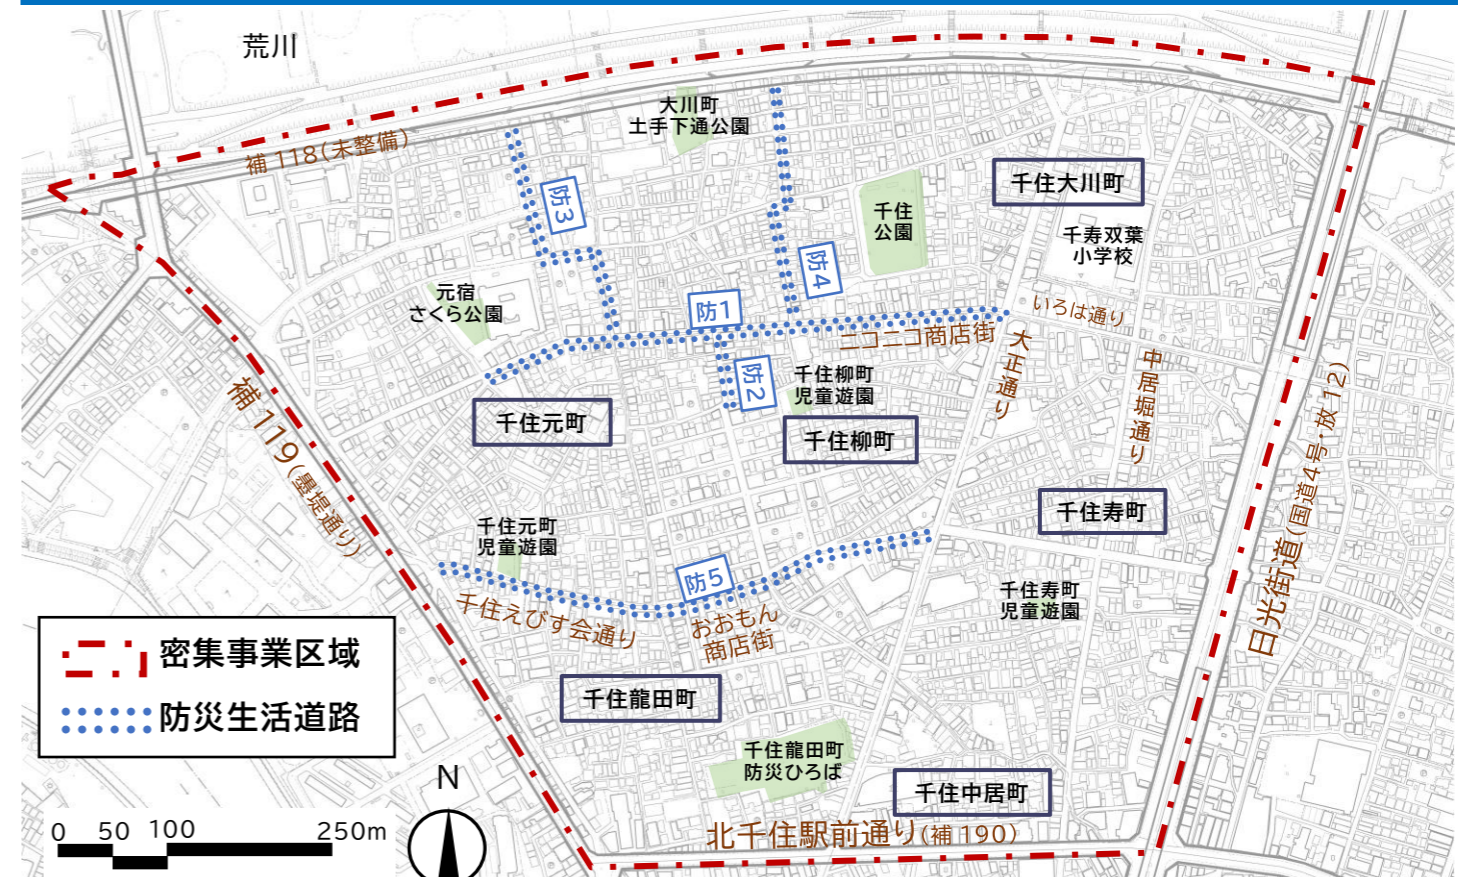 荒川
大川町
土手下通公園
補118(未整備)
千住大川町
防3
千住
公園
千寿双葉
小学校
防4
元宿
さくら公園
防1
いろは通り
ニコニコ商店街
大正通り
中居堀通り
防2
千住柳町
児童遊園
補119(墨堤通り)
千住元町
千住柳町
日光街道(国道4号・放12)
千住寿町
千住元町
児童遊園
防5
千住寿町
児童遊園
千住えびす会通り
おおもん
商店街
密集事業区域
防災生活道路
千住龍田町
千住龍田町
防災ひろば
千住中居町
N
0 50 100 250m
北千住駅前通り(補190)